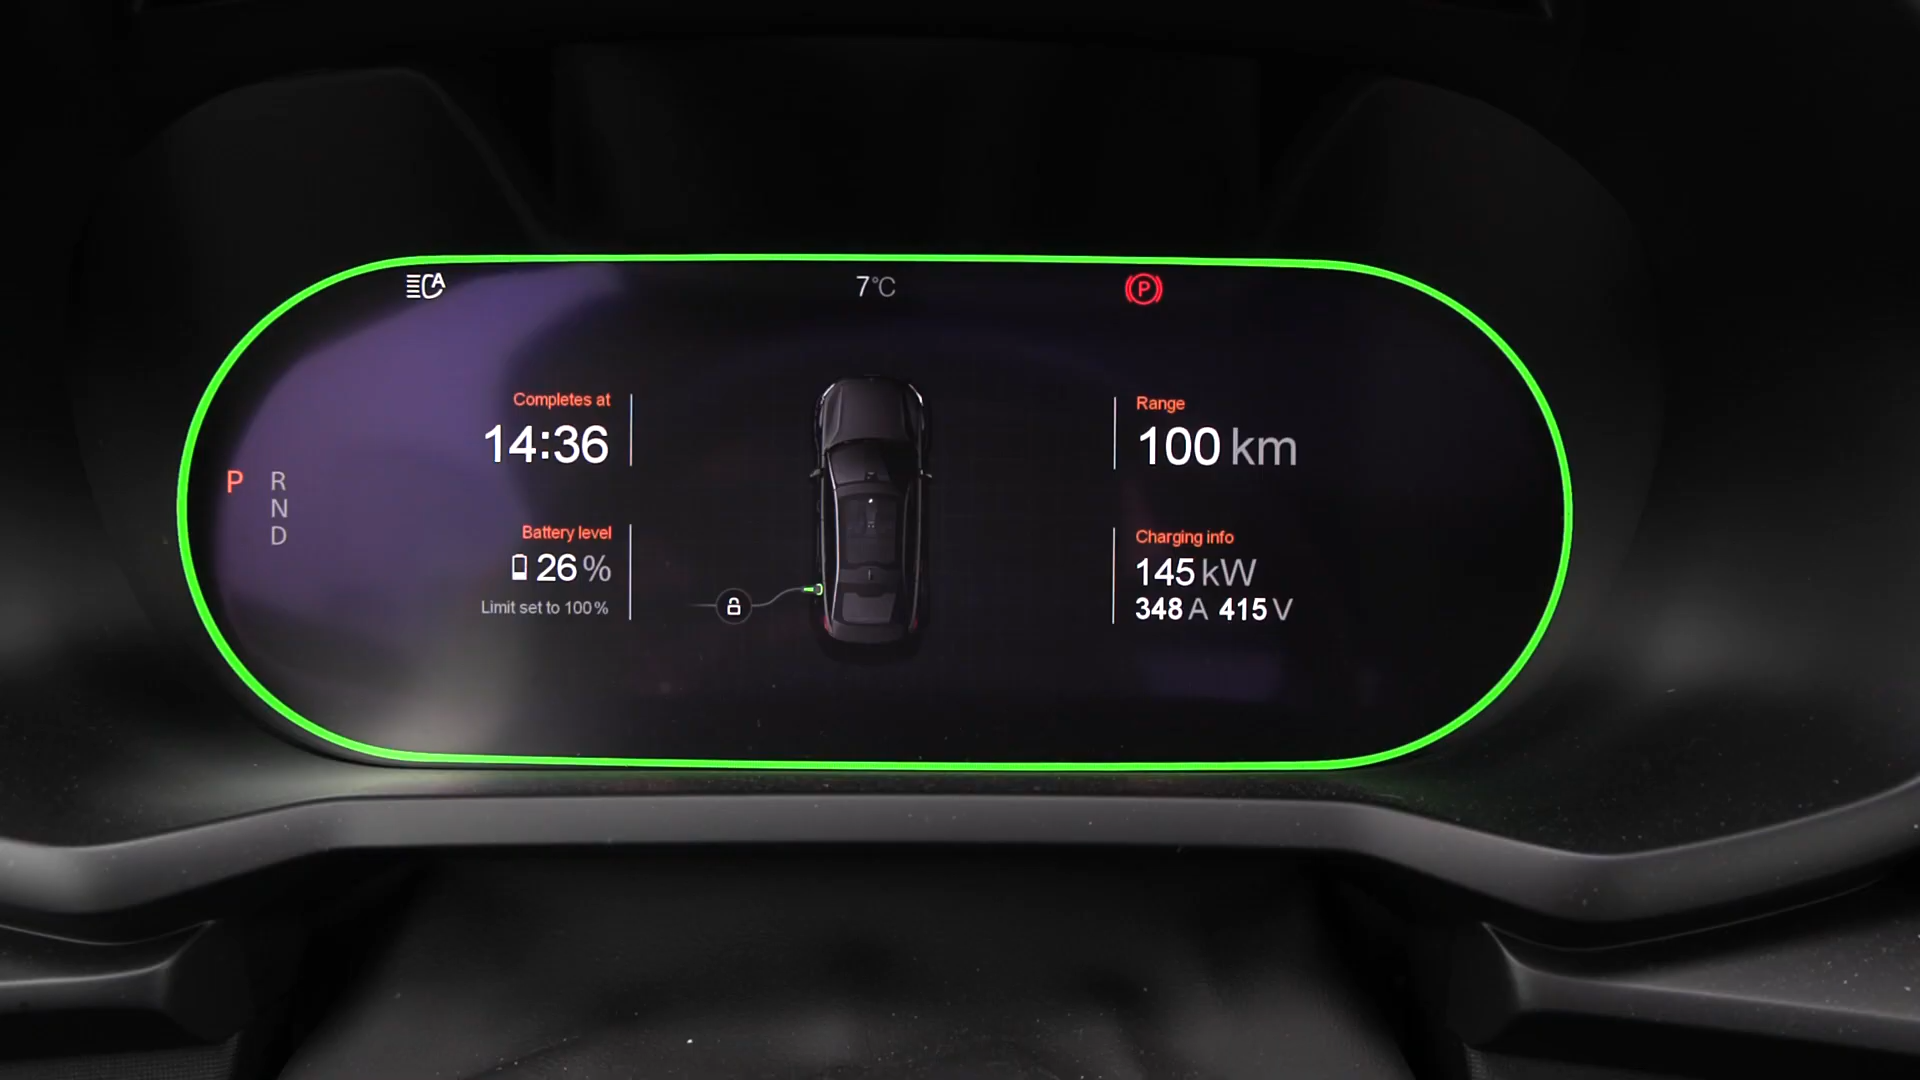 A
7°C
P
Completes at
14:36
Range
100 km
P R
N
D
Battery level
26 %
Limit set to 100%
Charging info
145 kW
348 A 415 V